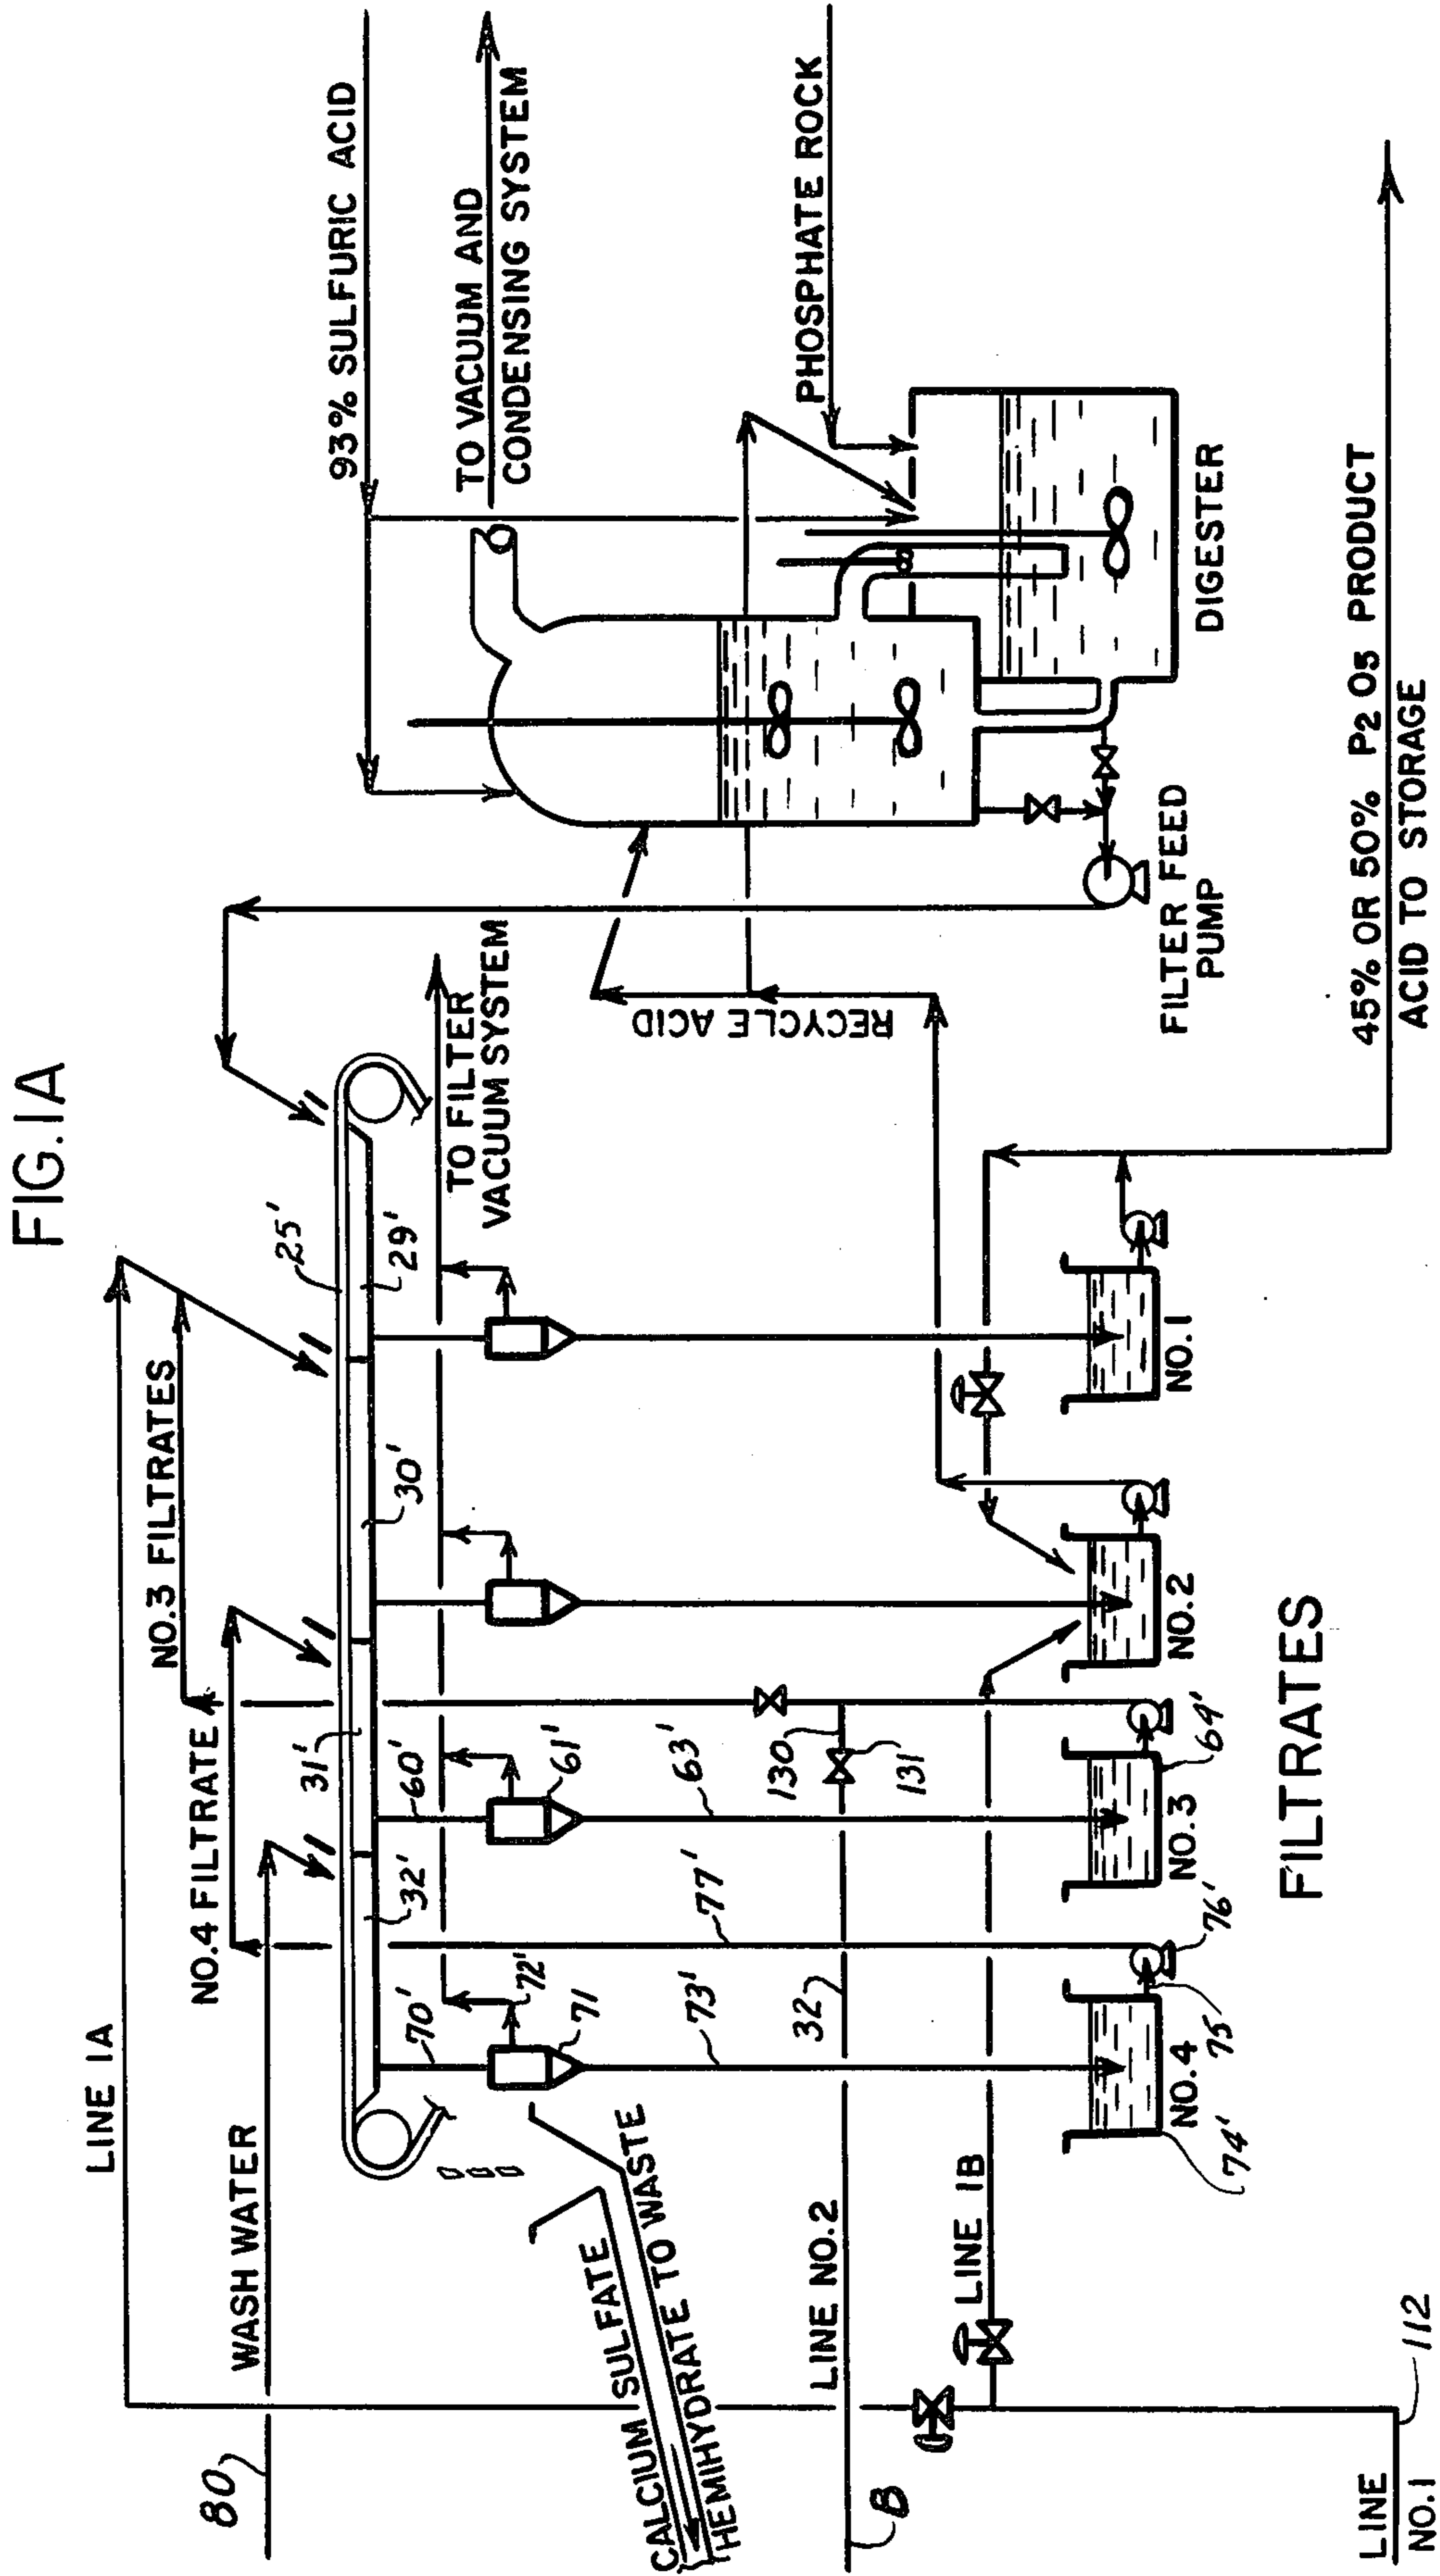 FIG. 1A
LINE 1A
93% SULFURIC ACID
NO.3 FILTRATES
NO.4 FILTRATE
WASH WATER
80
25'
29'
30'
31'
32'
TO VACUUM AND
CONDENSING SYSTEM
TO FILTER
VACUUM SYSTEM
60'
61'
63'
70'
71
72'
73'
77'
CALCIUM SULFATE
HEMIHYDRATE TO WASTE
PHOSPHATE ROCK
RECYCLE ACID
LINE NO.2
B
32
130
131
LINE 1B
DIGESTER
FILTER FEED
PUMP
NO.4
NO.3
NO.2
NO.1
74'
75
76'
64'
FILTRATES
45% OR 50% P2 O5 PRODUCT
ACID TO STORAGE
LINE
NO.1
112